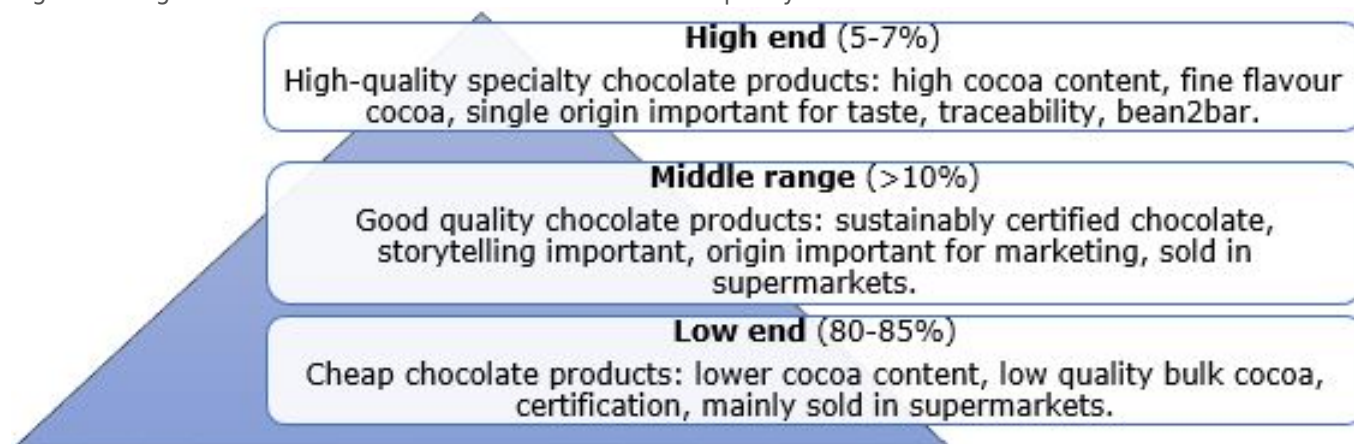 High end (5-7%)
High-quality specialty chocolate products: high cocoa content, fine flavour
cocoa, single origin important for taste, traceability, bean2bar.
Middle range (>10%)
Good quality chocolate products: sustainably certified chocolate,
storytelling important, origin important for marketing, sold in
supermarkets.
Low end (80-85%)
Cheap chocolate products: lower cocoa content, low quality bulk cocoa,
certification, mainly sold in supermarkets.